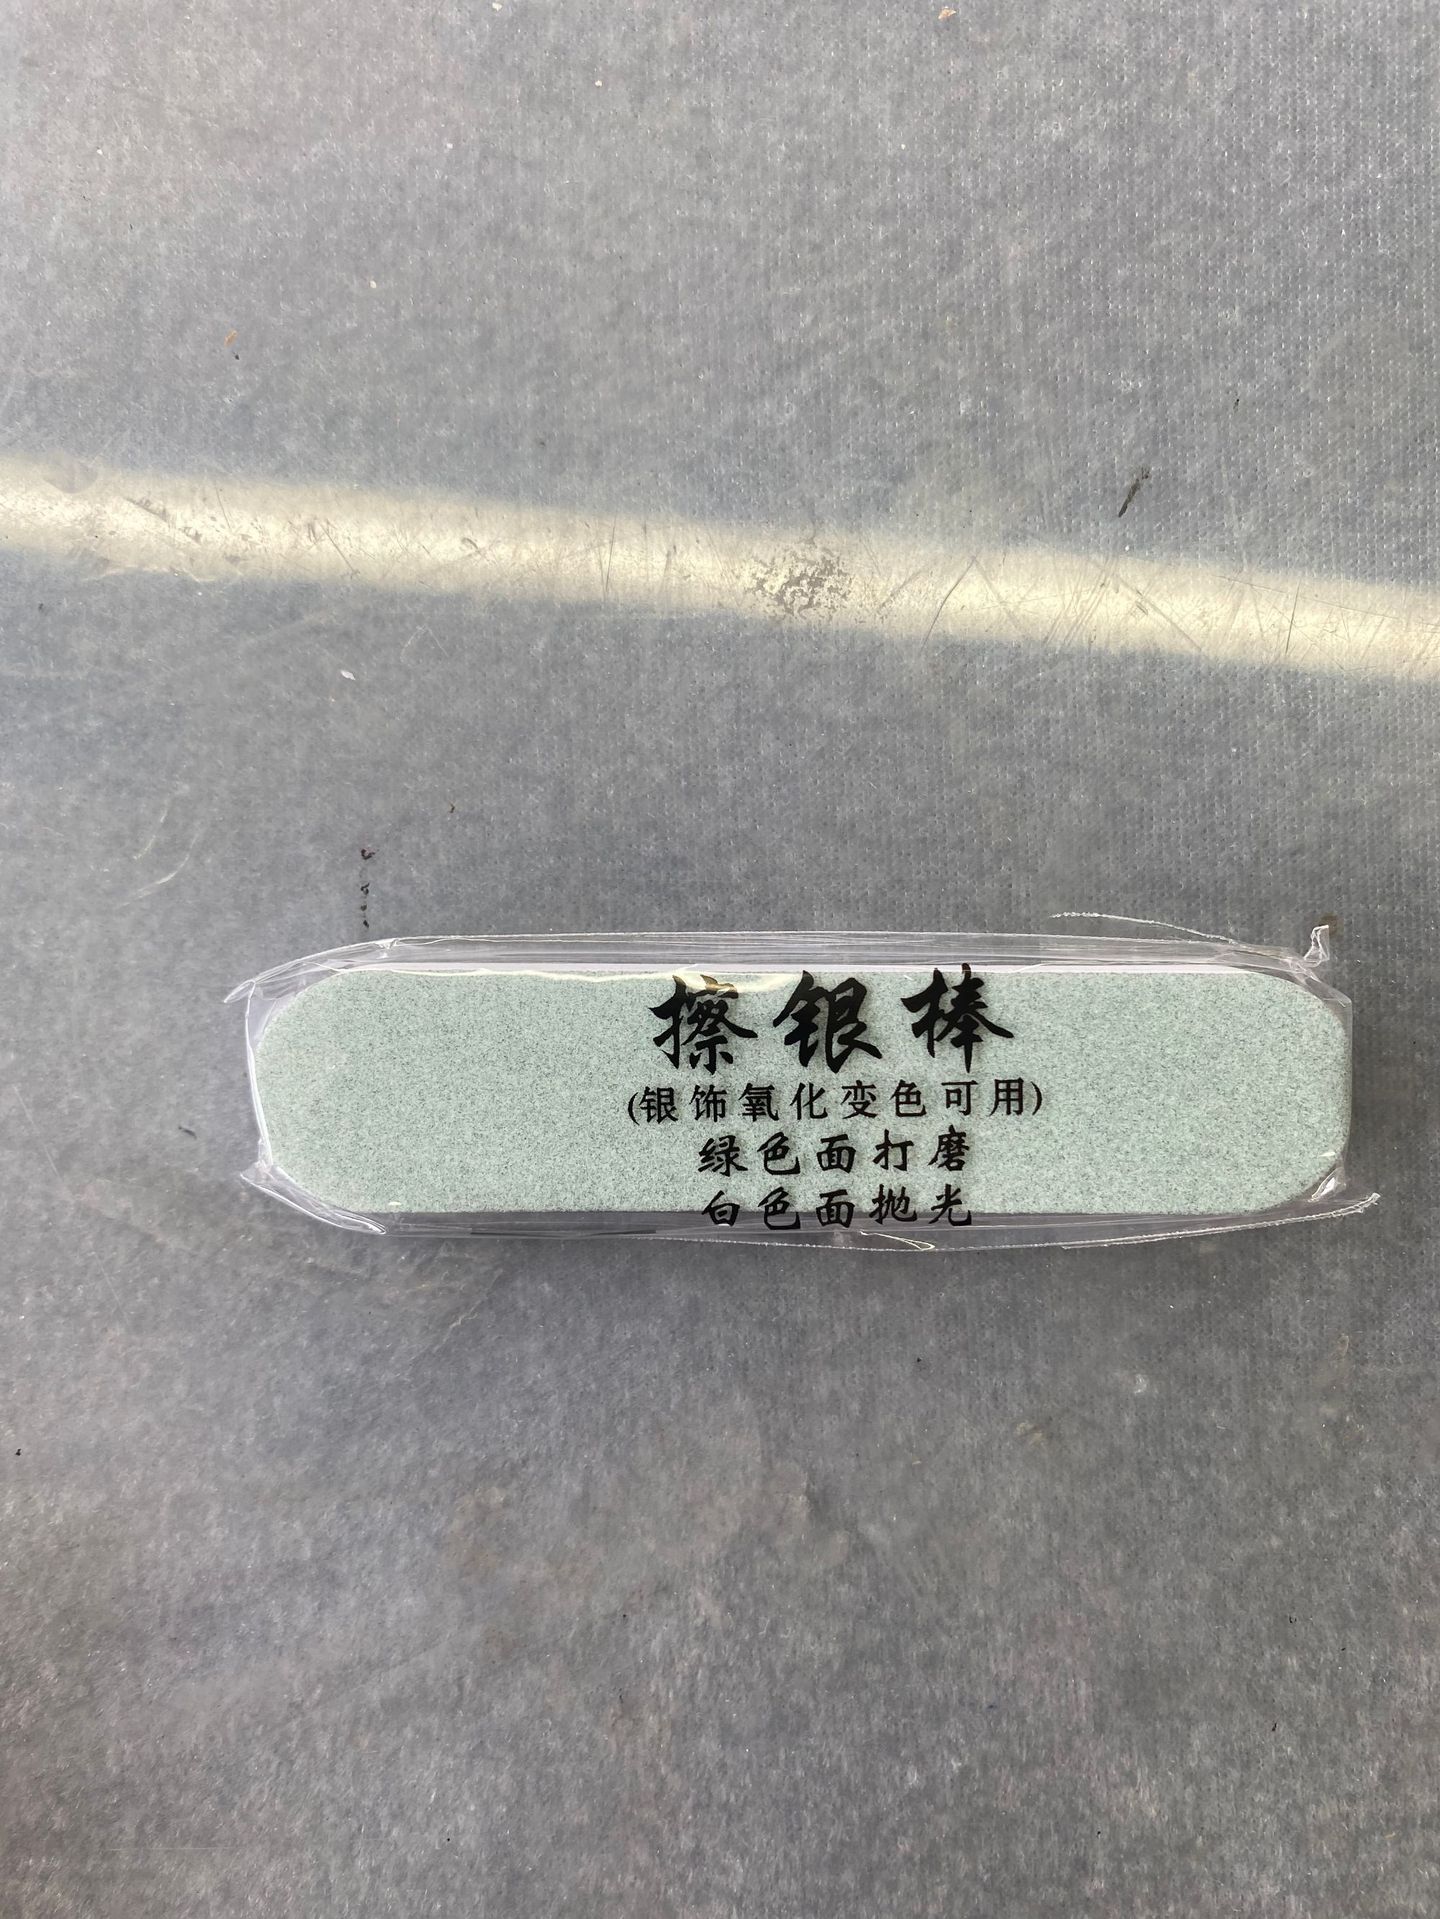 擦银棒
(银饰氧化变色可用)
绿色面打磨
白色面抛光